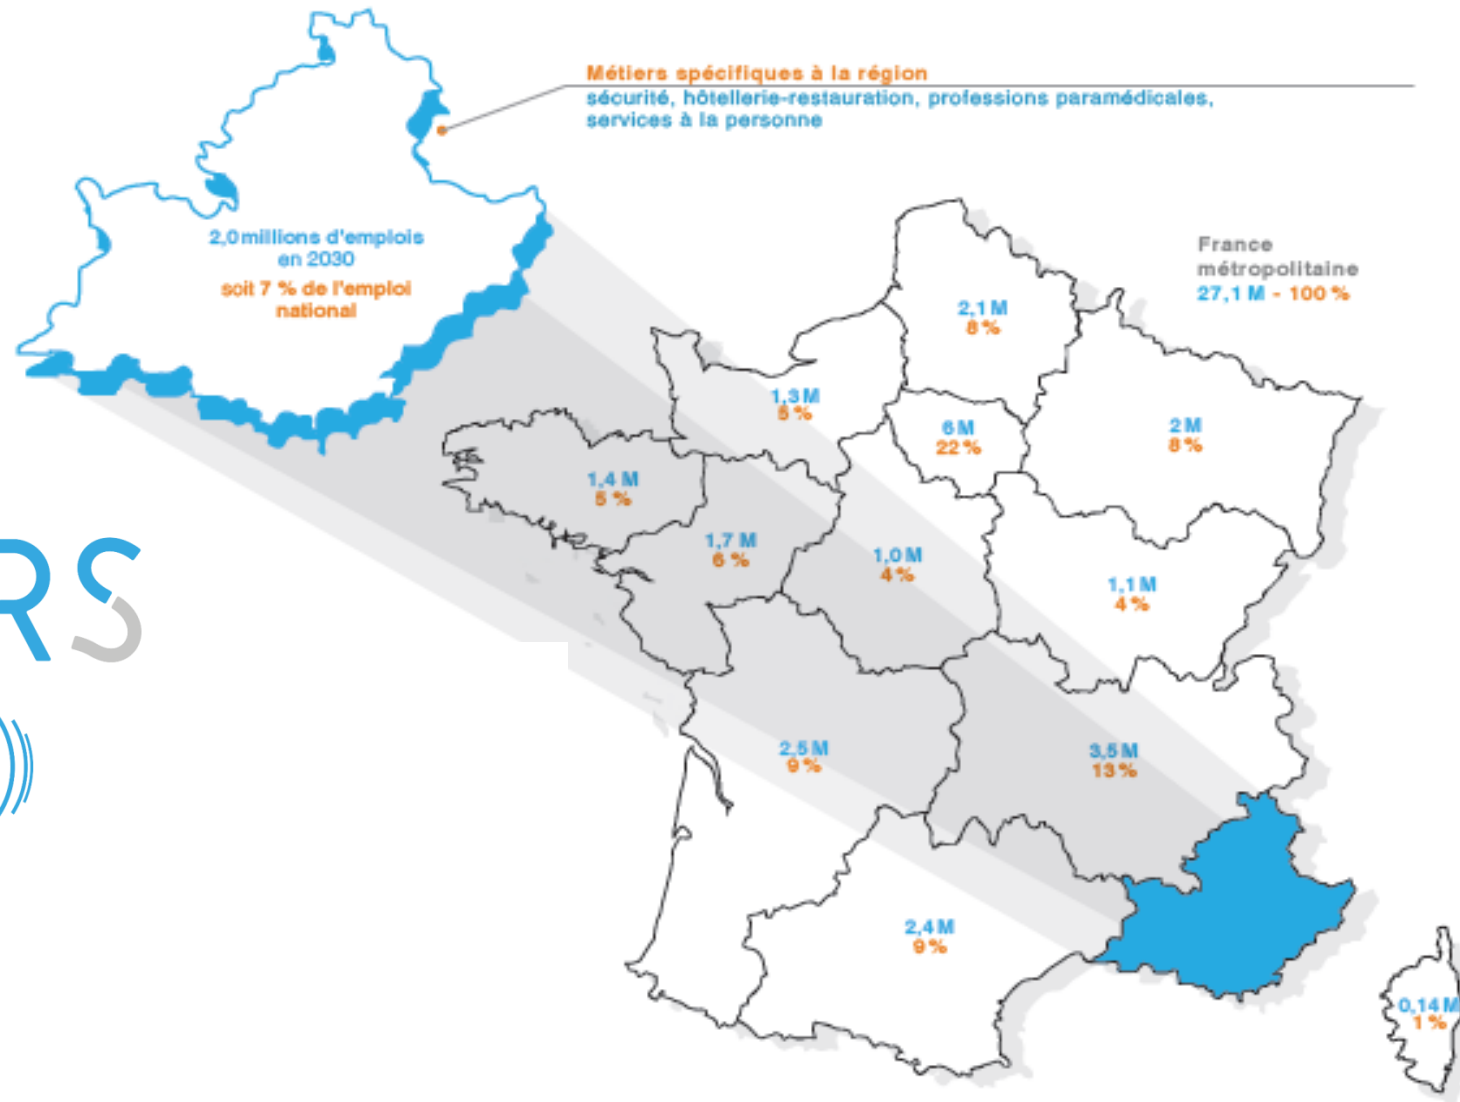 Métiers spécifiques à la région
sécurité, hôtellerie-restauration, professions paramédicales,
services à la personne
2,0 millions d'emplois
en 2030
soit 7 % de l'emploi
national
France
métropolitaine
27,1 M - 100 %
2,1 M
8 %
1,3 M
5 %
6 M
22 %
2 M
8 %
1,4 M
5 %
1,7 M
6 %
1,0 M
4 %
1,1 M
4 %
RS
2,5 M
9 %
3,5 M
13 %
2,4 M
9 %
0,14 M
1 %